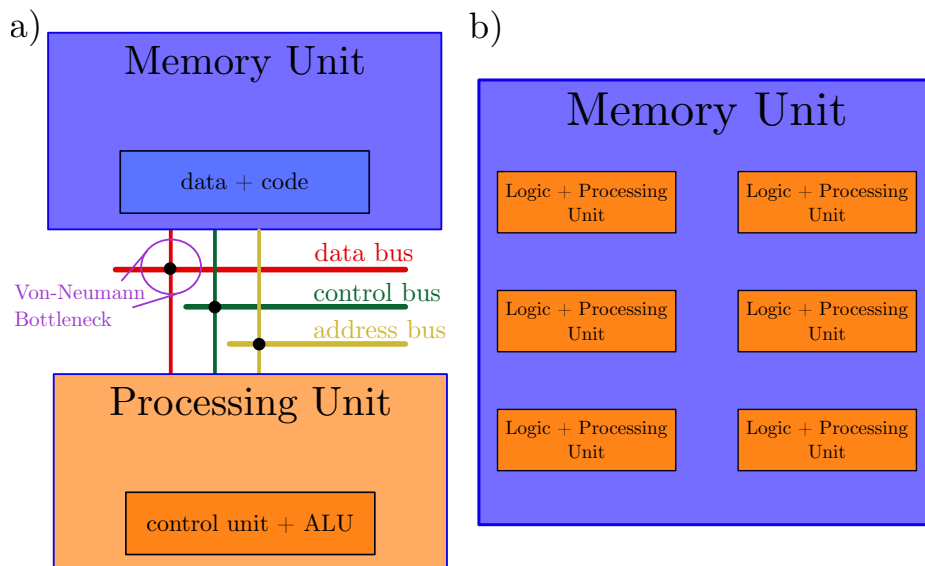 a)
Memory Unit
data + code
data bus
Von-Neumann
Bottleneck
control bus
address bus
Processing Unit
control unit + ALU
b)
Memory Unit
Logic + Processing
Unit
Logic + Processing
Unit
Logic + Processing
Unit
Logic + Processing
Unit
Logic + Processing
Unit
Logic + Processing
Unit